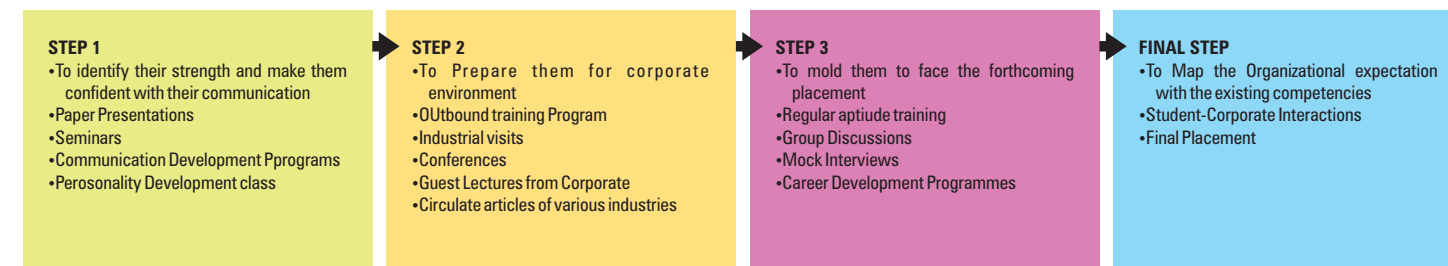 STEP 1
•To identify their strength and make them
confident with their communication
•Paper Presentations
•Seminars
•Communication Development Pprograms
•Perosonality Development class
STEP 2
•To Prepare them for corporate
environment
•OUtbound training Program
•Industrial visits
•Conferences
•Guest Lectures from Corporate
•Circulate articles of various industries
STEP 3
•To mold them to face the forthcoming
placement
•Regular aptiude training
•Group Discussions
•Mock Interviews
•Career Development Programmes
FINAL STEP
•To Map the Organizational expectation
with the existing competencies
•Student-Corporate Interactions
•Final Placement